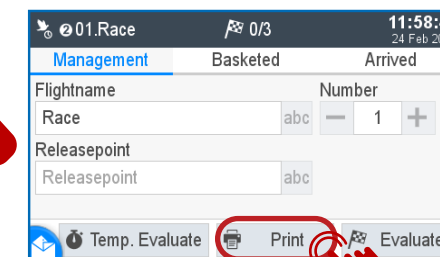 ❷01.Race 0/3 11:58:
24 Feb 20
Management Basketed Arrived
Flightname Number
Race abc — 1 +
Releasepoint
Releasepoint abc
Temp. Evaluate Print Evaluate